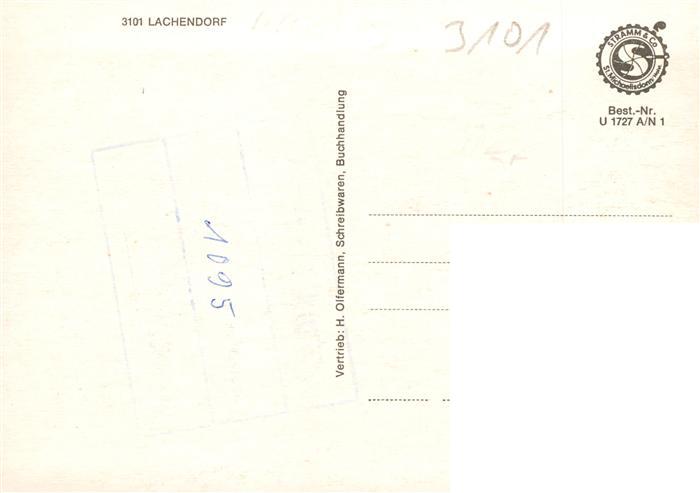 3101 LACHENDORF
3101
STRAMM & Co
St. Michaelisdonn
Best.-Nr.
U 1727 A/N 1
Vertrieb: H. Olfermann, Schreibwaren, Buchhandlung
1095